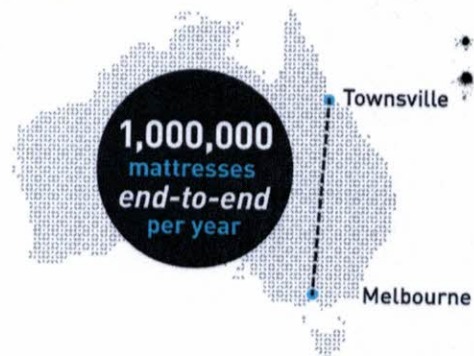 Townsville
1,000,000
mattresses
end-to-end
per year
Melbourne